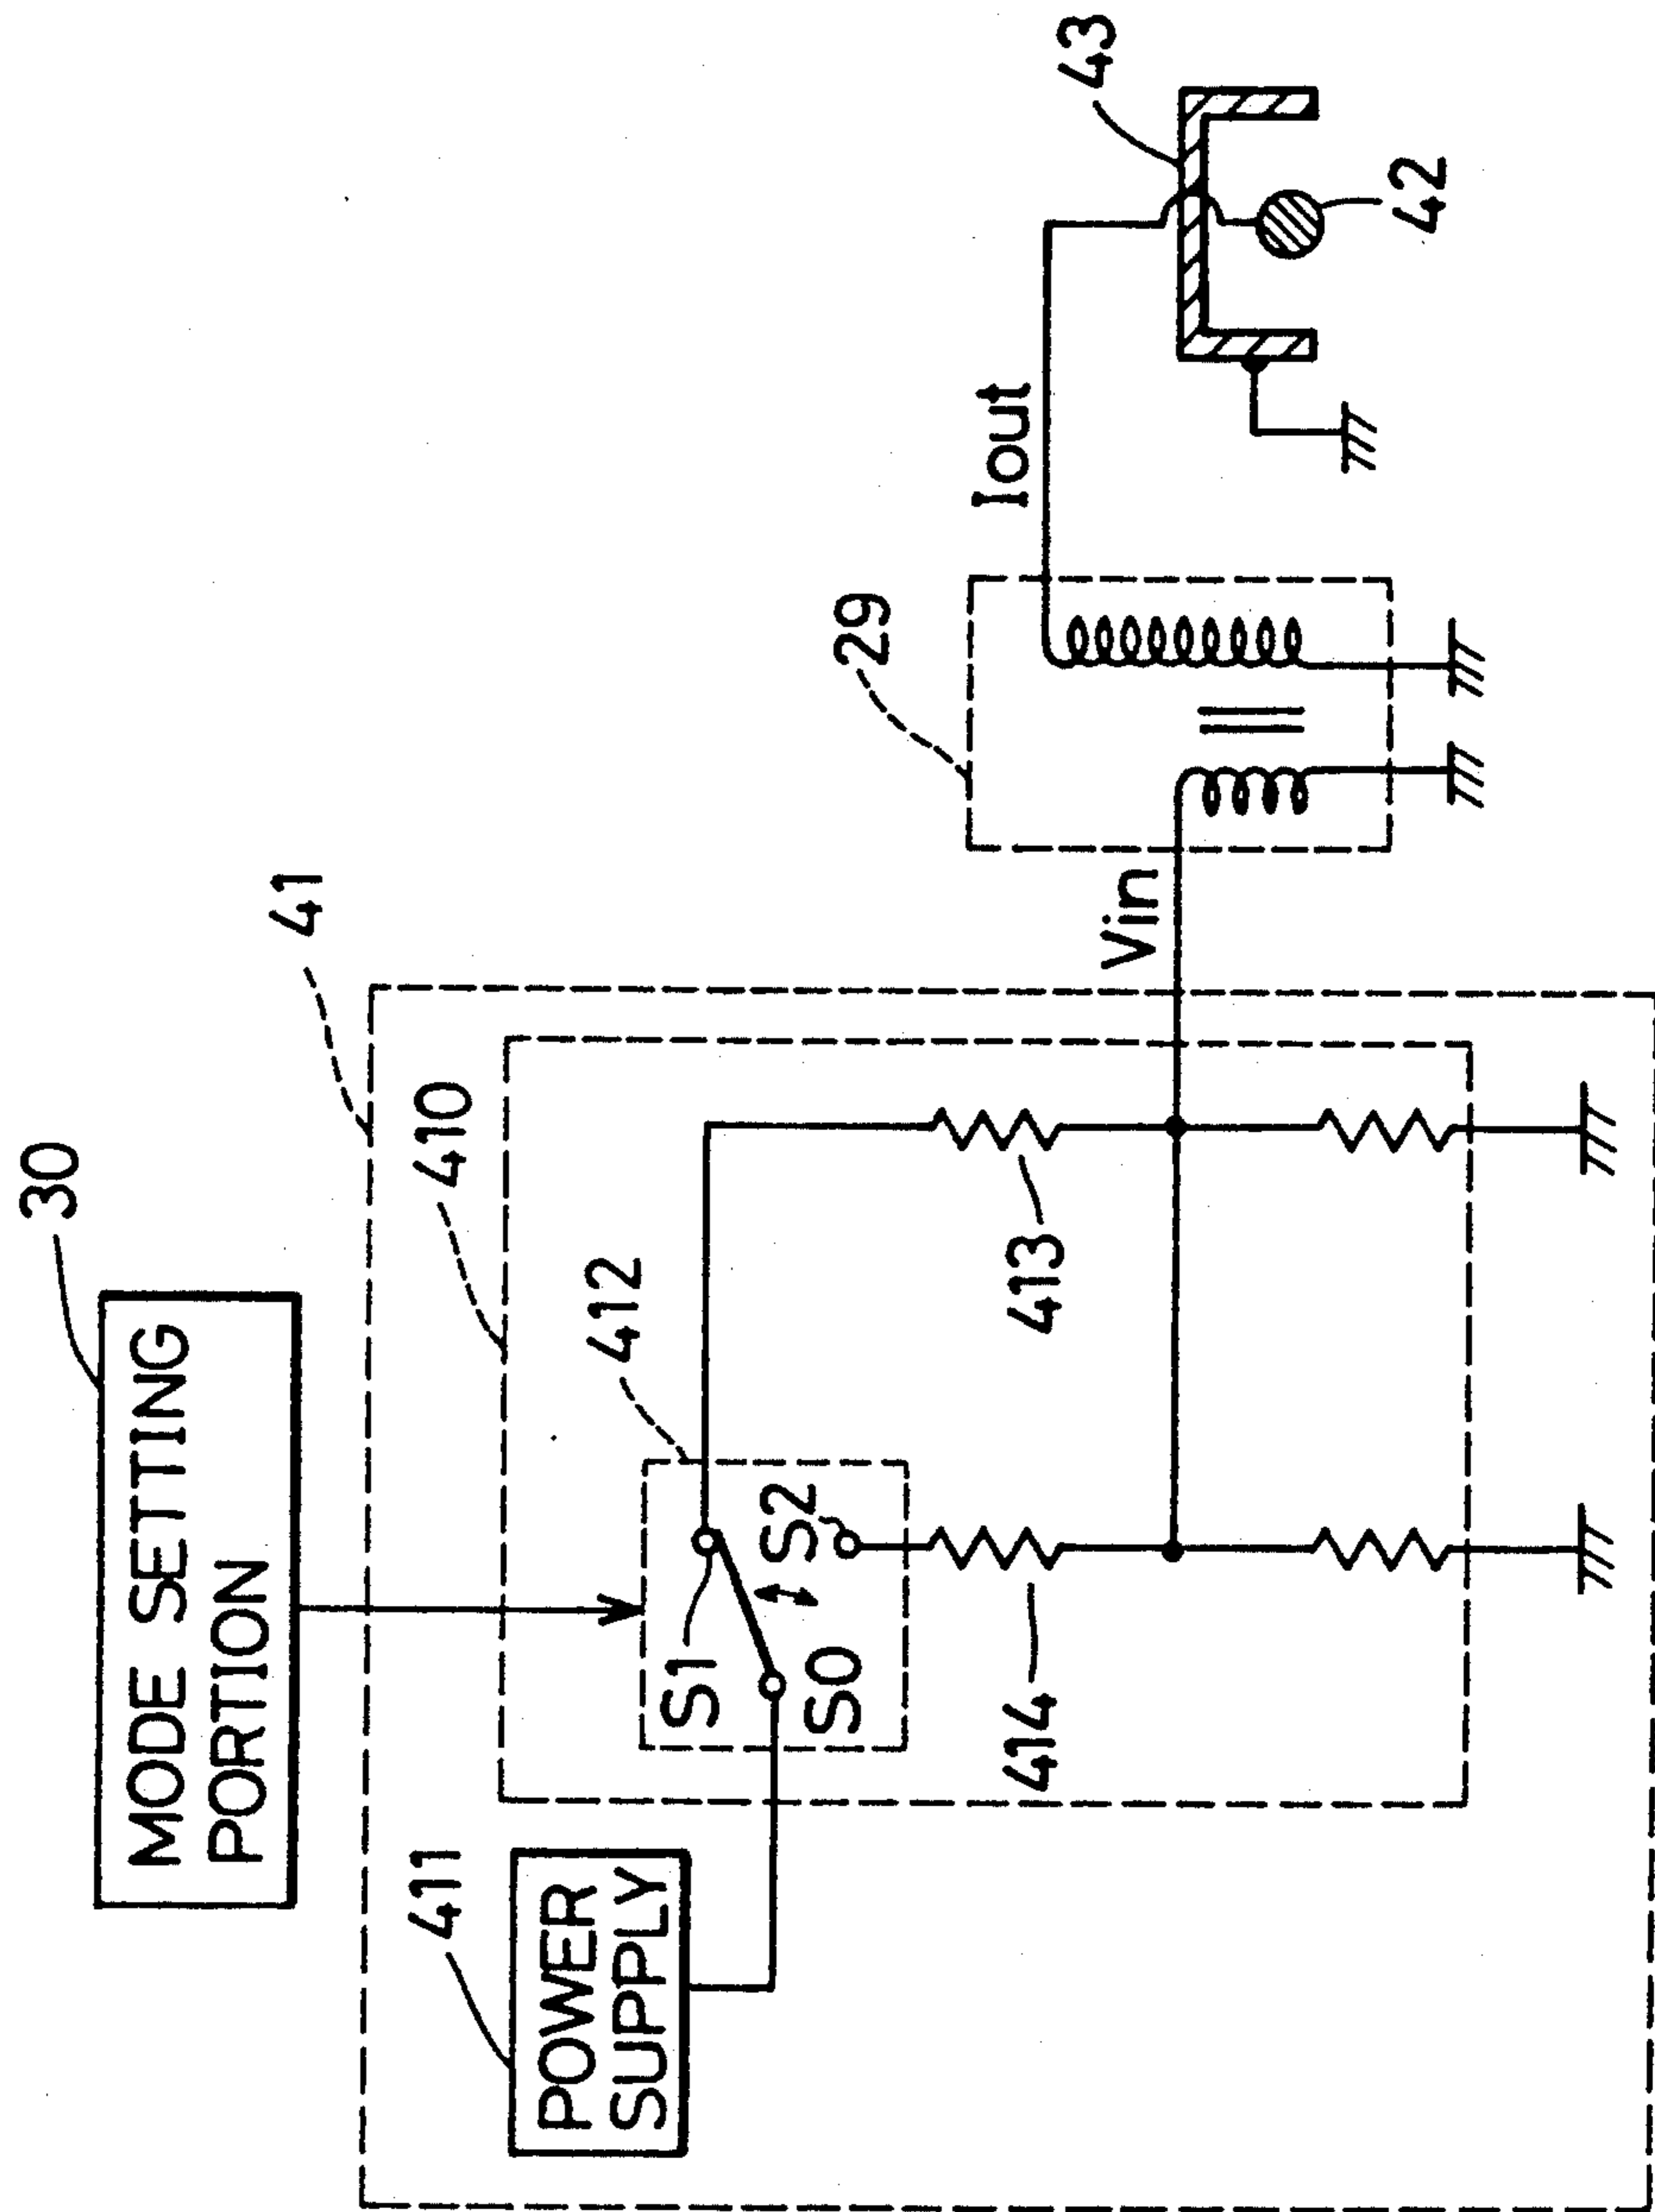 30
MODE SETTING
PORTION
41
410
411
POWER
SUPPLY
412
S1
S2
S0
413
414
Vin
29
Iout
43
42